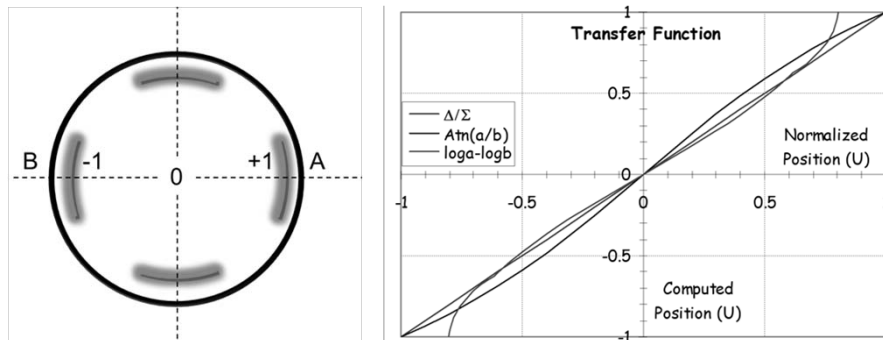 B
-1
0
+1
A
1
Transfer Function
0.5
Δ/Σ
Atn(a/b)
loga-logb
Normalized
Position (U)
0
-1
-0.5
0
0.5
-0.5
Computed
Position (U)
-1